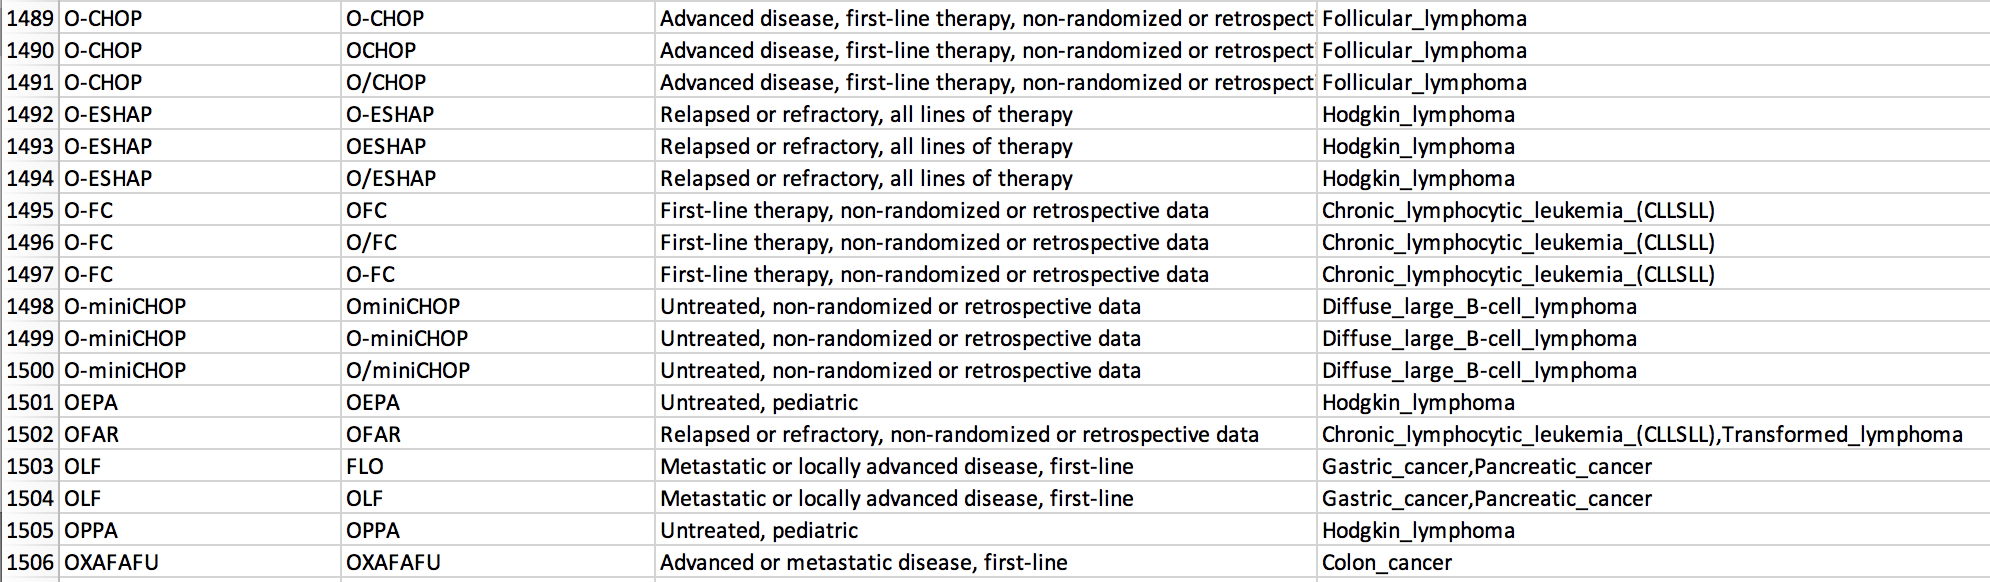 1489 O-CHOP O-CHOP Advanced disease, first-line therapy, non-randomized or retrospect Follicular_lymphoma
1490 O-CHOP OCHOP Advanced disease, first-line therapy, non-randomized or retrospect Follicular_lymphoma
1491 O-CHOP O/CHOP Advanced disease, first-line therapy, non-randomized or retrospect Follicular_lymphoma
1492 O-ESHAP O-ESHAP Relapsed or refractory, all lines of therapy Hodgkin_lymphoma
1493 O-ESHAP OESHAP Relapsed or refractory, all lines of therapy Hodgkin_lymphoma
1494 O-ESHAP O/ESHAP Relapsed or refractory, all lines of therapy Hodgkin_lymphoma
1495 O-FC OFC First-line therapy, non-randomized or retrospective data Chronic_lymphocytic_leukemia_(CLLSLL)
1496 O-FC O/FC First-line therapy, non-randomized or retrospective data Chronic_lymphocytic_leukemia_(CLLSLL)
1497 O-FC O-FC First-line therapy, non-randomized or retrospective data Chronic_lymphocytic_leukemia_(CLLSLL)
1498 O-miniCHOP OminiCHOP Untreated, non-randomized or retrospective data Diffuse_large_B-cell_lymphoma
1499 O-miniCHOP O-miniCHOP Untreated, non-randomized or retrospective data Diffuse_large_B-cell_lymphoma
1500 O-miniCHOP O/miniCHOP Untreated, non-randomized or retrospective data Diffuse_large_B-cell_lymphoma
1501 OEPA OEPA Untreated, pediatric Hodgkin_lymphoma
1502 OFAR OFAR Relapsed or refractory, non-randomized or retrospective data Chronic_lymphocytic_leukemia_(CLLSLL),Transformed_lymphoma
1503 OLF FLO Metastatic or locally advanced disease, first-line Gastric_cancer,Pancreatic_cancer
1504 OLF OLF Metastatic or locally advanced disease, first-line Gastric_cancer,Pancreatic_cancer
1505 OPPA OPPA Untreated, pediatric Hodgkin_lymphoma
1506 OXAFAFU OXAFAFU Advanced or metastatic disease, first-line Colon_cancer